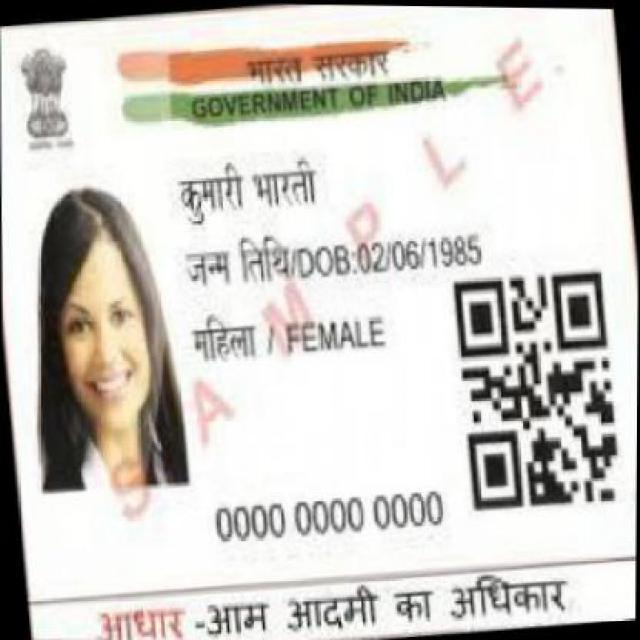 भारत सरकार
GOVERNMENT OF INDIA
कुमारी भारती
जन्म तिथि/DOB:02/06/1985
महिला / FEMALE
SAMPLE
0000 0000 0000
आधार -आम आदमी का अधिकार